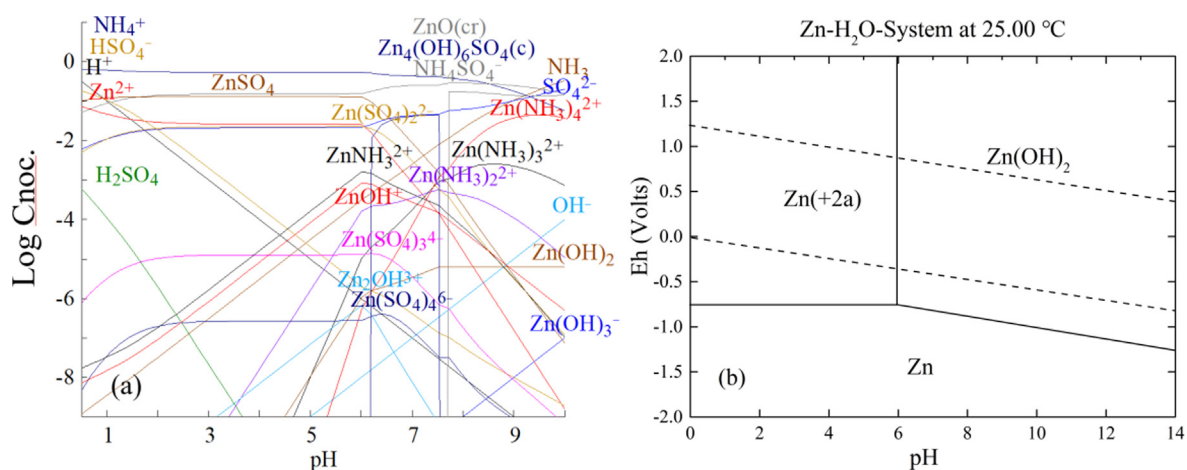 NH₄⁺
HSO₄⁻
H⁺
Zn²⁺
ZnSO₄
H₂SO₄
ZnO(cr)
Zn₄(OH)₆SO₄(c)
NH₄SO₄⁻
NH₃
SO₄²⁻
Zn(NH₃)₄²⁺
Zn(SO₄)₂²⁻
ZnNH₃²⁺
Zn(NH₃)₃²⁺
Zn(NH₃)₂²⁺
ZnOH⁺
OH⁻
Zn(SO₄)₃⁴⁻
Zn(OH)₂
Zn₂OH³⁺
Zn(SO₄)₄⁶⁻
Zn(OH)₃⁻
Log Cnoc.
0
-2
-4
-6
-8
(a)
1 3 5 7 9
pH
Zn-H₂O-System at 25.00 °C
Eh (Volts)
2.0
1.5
1.0
0.5
0.0
-0.5
-1.0
-1.5
-2.0
Zn(OH)₂
Zn(+2a)
Zn
(b)
0 2 4 6 8 10 12 14
pH